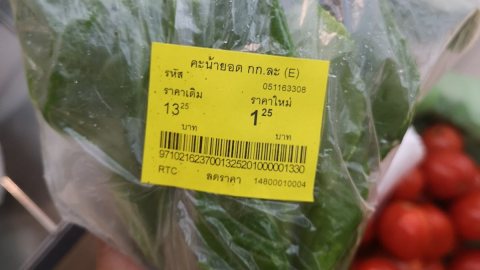 คะน้ายอด กก.ละ (E)
รหัส 051163308
ราคาเดิม ราคาใหม่
13.25 1.25
บาท บาท
9710216237001325201000001330
RTC ลดราคา 14800010004